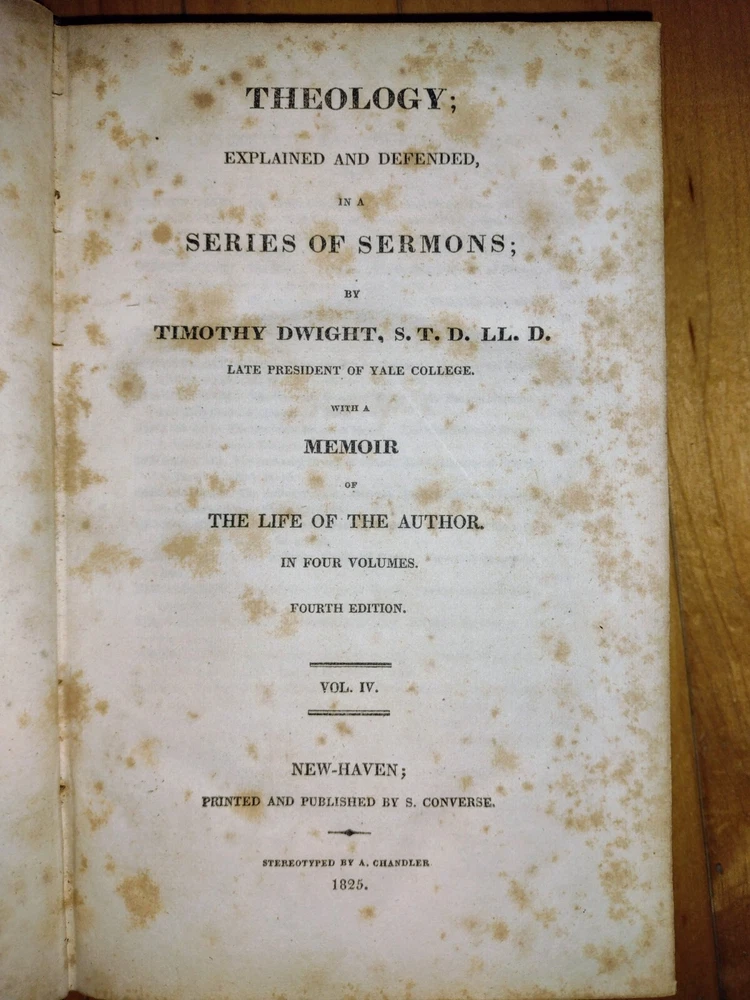 THEOLOGY;
EXPLAINED AND DEFENDED,
IN A
SERIES OF SERMONS;
BY
TIMOTHY DWIGHT, S. T. D. LL. D.
LATE PRESIDENT OF YALE COLLEGE.
WITH A
MEMOIR
OF
THE LIFE OF THE AUTHOR.
IN FOUR VOLUMES.
FOURTH EDITION.
VOL. IV.
NEW-HAVEN;
PRINTED AND PUBLISHED BY S. CONVERSE.
STEREOTYPED BY A. CHANDLER
1825.